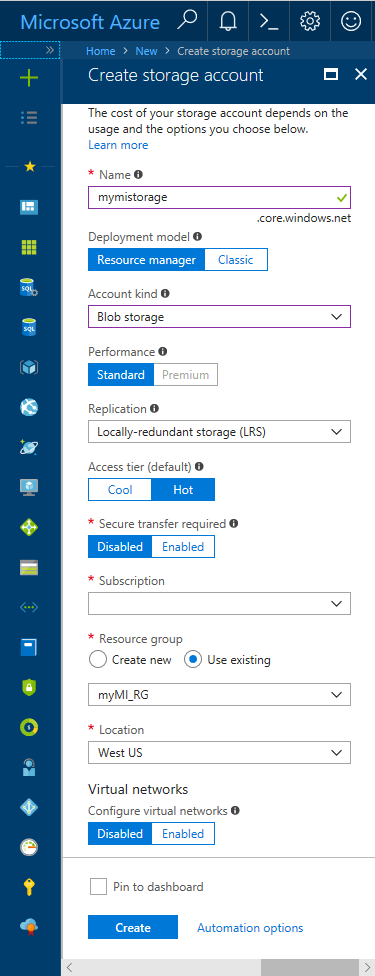 Microsoft Azure
Home > New > Create storage account
Create storage account
The cost of your storage account depends on the
usage and the options you choose below.
Learn more
* Name
mymistorage
.core.windows.net
Deployment model
Resource manager Classic
Account kind
Blob storage
Performance
Standard Premium
Replication
Locally-redundant storage (LRS)
Access tier (default)
Cool Hot
* Secure transfer required
Disabled Enabled
* Subscription
* Resource group
Create new Use existing
myMI_RG
* Location
West US
Virtual networks
Configure virtual networks
Disabled Enabled
Pin to dashboard
Create Automation options